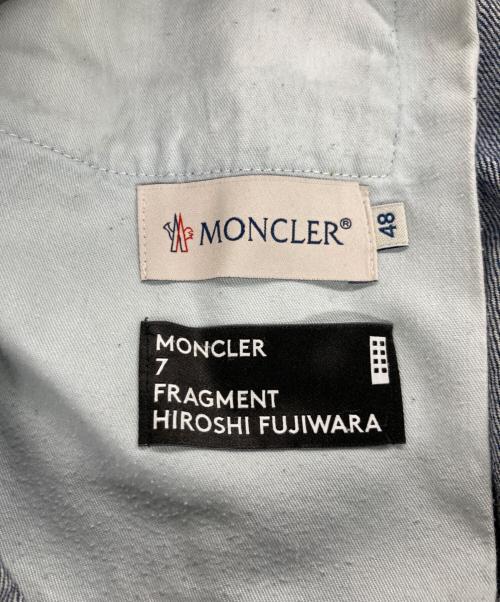 MONCLER®
48
MONCLER
7
FRAGMENT
HIROSHI FUJIWARA